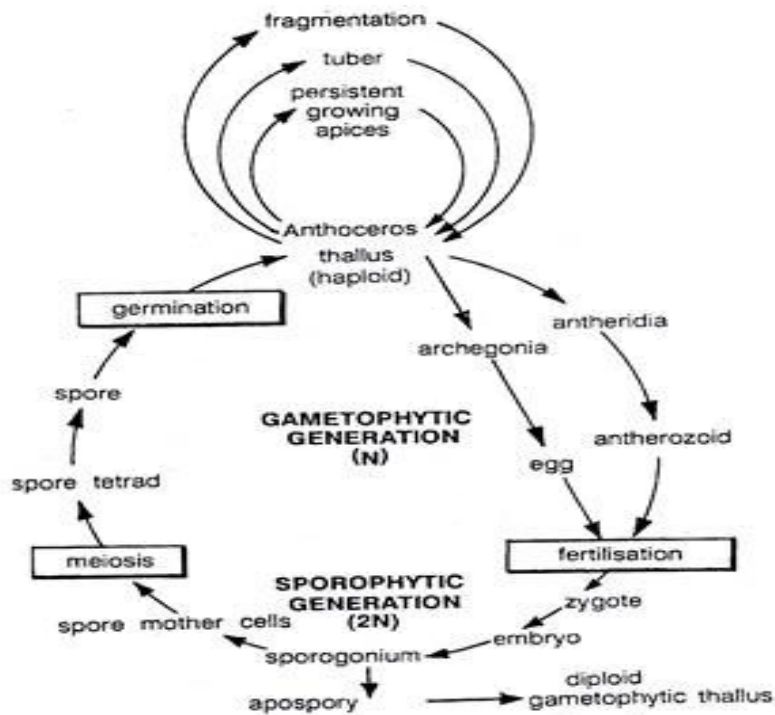 fragmentation
tuber
persistent
growing
apices
Anthoceros
thallus
(haploid)
germination
antheridia
archegonia
spore
GAMETOPHYTIC
GENERATION
(N)
antherozoid
egg
spore tetrad
meiosis
fertilisation
SPOROPHYTIC
GENERATION
(2N)
zygote
spore mother cells
embryo
sporogonium
apospory
diploid
gametophytic thallus